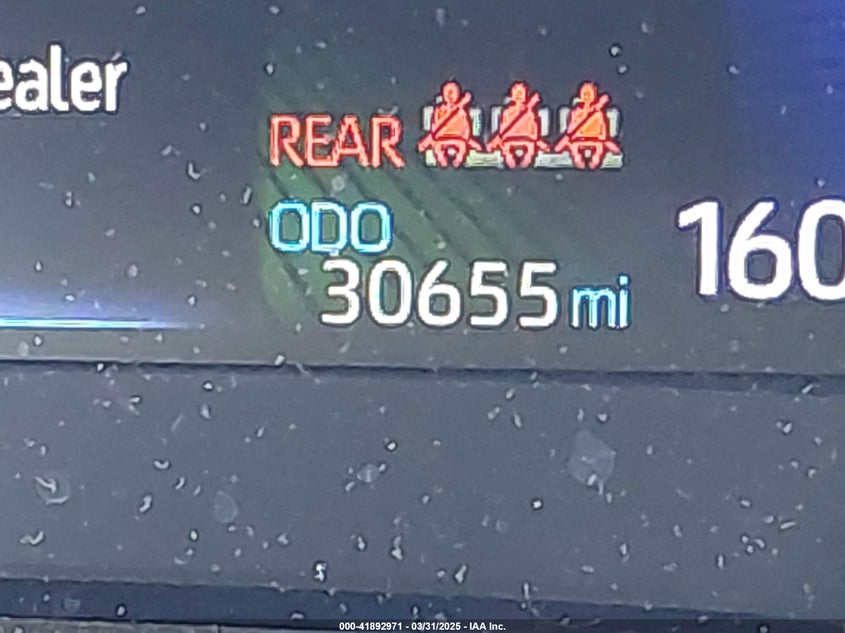 ealer
REAR
ODO
30655 mi
160
000-41892971 - 03/31/2025 - IAA Inc.